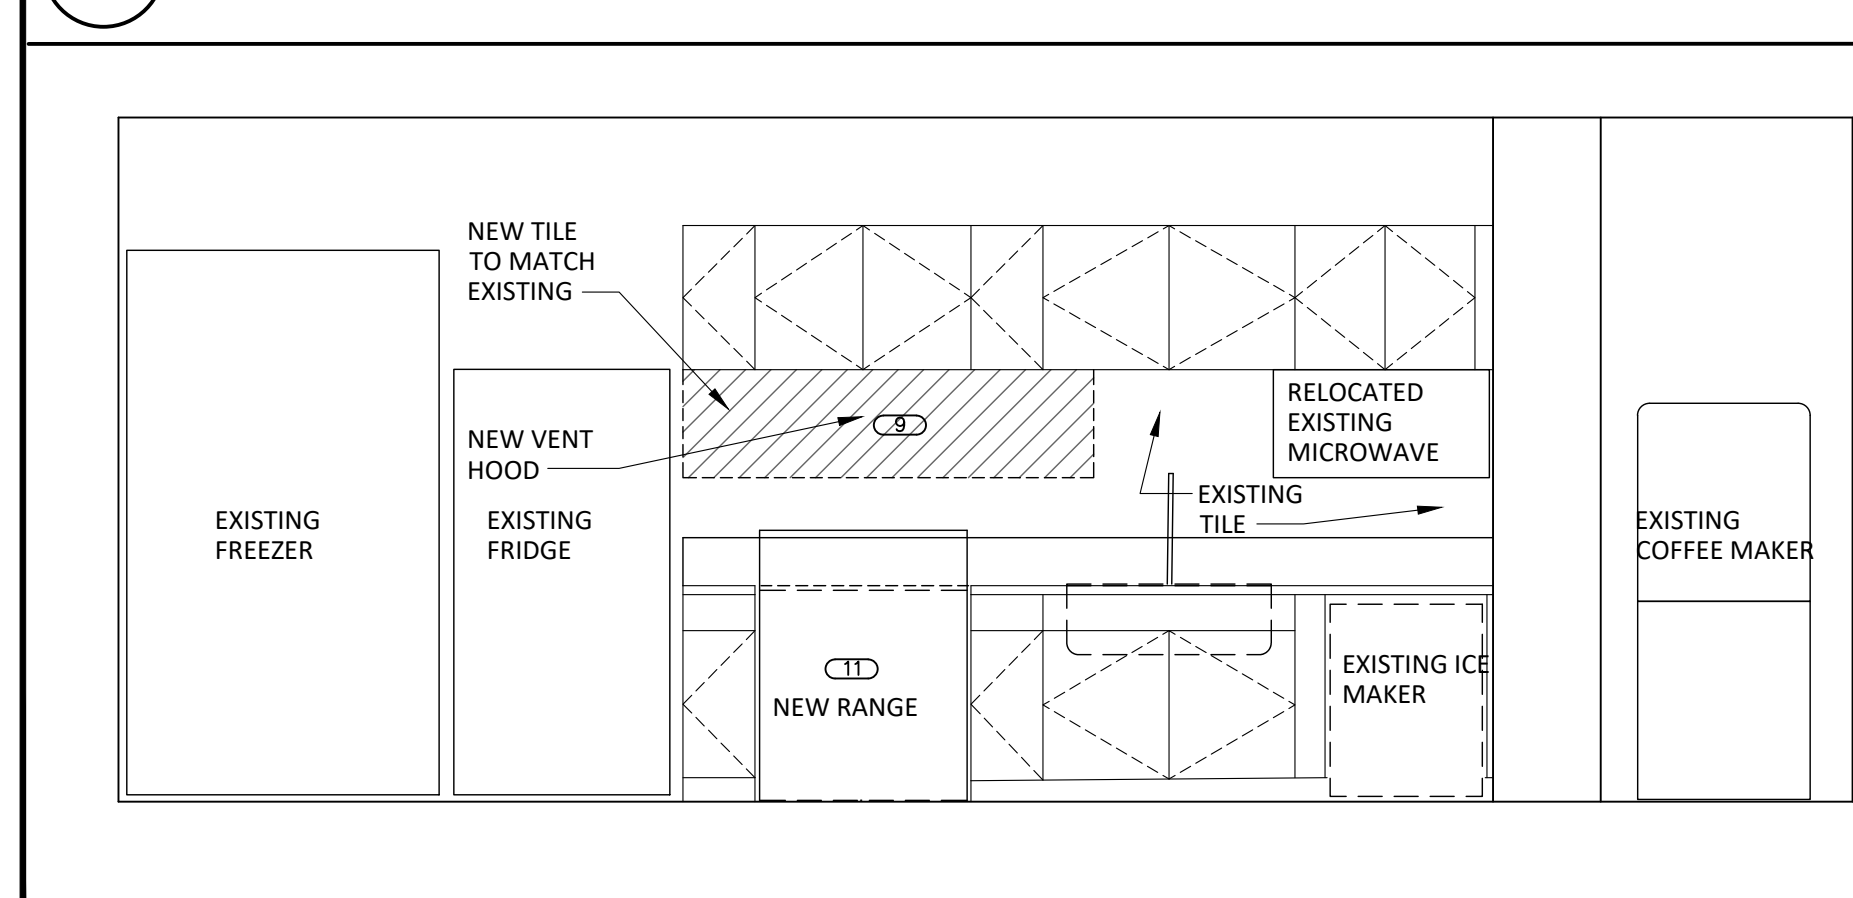 NEW TILE
TO MATCH
EXISTING
NEW VENT
HOOD
9
RELOCATED
EXISTING
MICROWAVE
EXISTING
TILE
EXISTING
FREEZER
EXISTING
FRIDGE
EXISTING
COFFEE MAKER
11
NEW RANGE
EXISTING ICE
MAKER